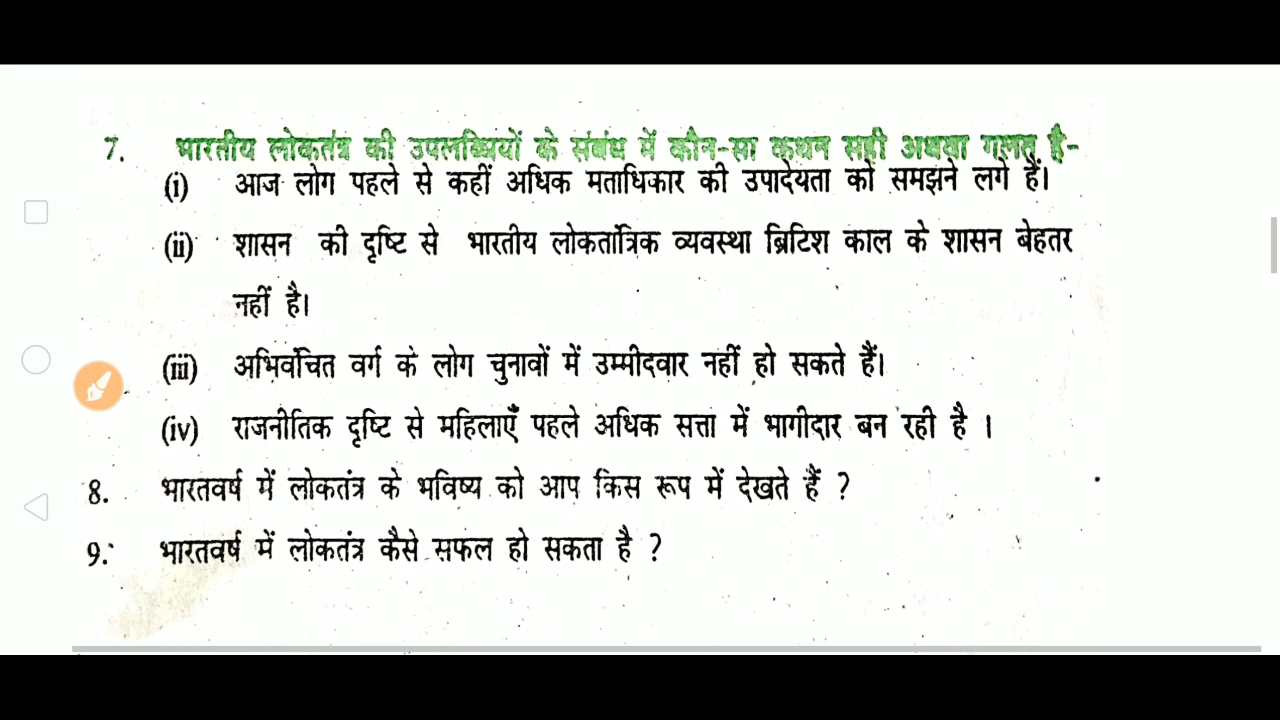 7. भारतीय लोकतंत्र की उपलब्धियों के संबंध में कौन-सा कथन सही अथवा गलत है-
(i) आज लोग पहले से कहीं अधिक मताधिकार की उपादेयता को समझने लगे हैं।
(ii) शासन की दृष्टि से भारतीय लोकतांत्रिक व्यवस्था ब्रिटिश काल के शासन बेहतर
नहीं है।
(iii) अभिवंचित वर्ग के लोग चुनावों में उम्मीदवार नहीं हो सकते हैं।
(iv) राजनीतिक दृष्टि से महिलाएँ पहले अधिक सत्ता में भागीदार बन रही है ।
8. भारतवर्ष में लोकतंत्र के भविष्य को आप किस रूप में देखते हैं ?
9. भारतवर्ष में लोकतंत्र कैसे सफल हो सकता है ?